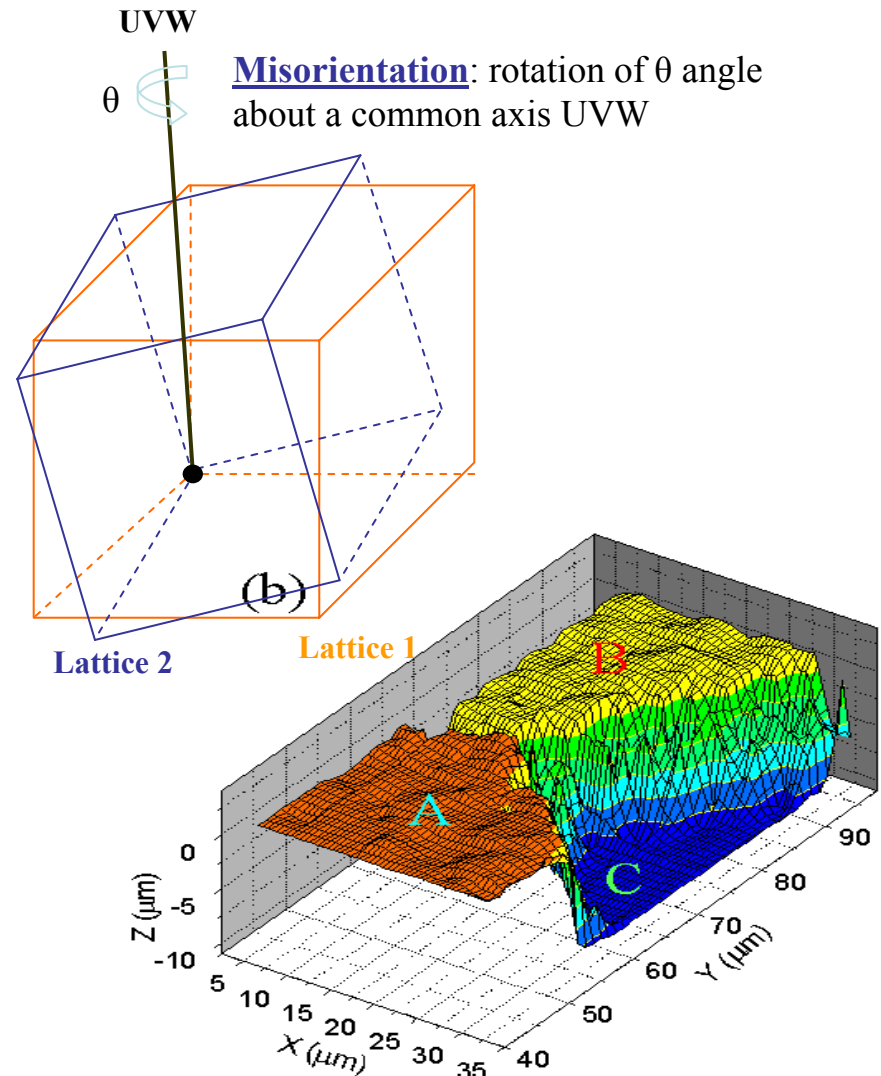 UVW
θ
Misorientation: rotation of θ angle
about a common axis UVW
(b)
Lattice 2
Lattice 1
B
A
C
Z (μm)
0
-5
-10
5
10
15
20
25
30
35
X (μm)
40
50
60
70
80
90
Y (μm)